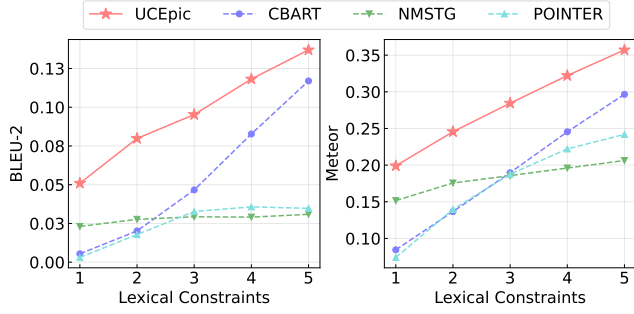 UCEpic CBART NMSTG POINTER
BLEU-2
0.13
0.10
0.08
0.05
0.03
0.00
1 2 3 4 5
Lexical Constraints
Meteor
0.35
0.30
0.25
0.20
0.15
0.10
1 2 3 4 5
Lexical Constraints